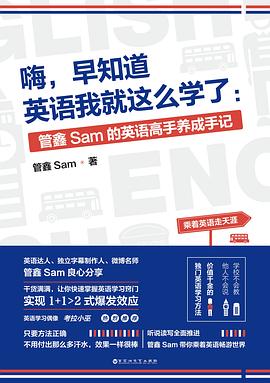 嗨，早知道
英语我就这么学了：
管鑫 Sam 的英语高手养成手记
管鑫 Sam 著
乘着英语走天涯
英语达人、独立字幕制作人、微博名师
管鑫 Sam 良心分享
干货满满，让你快速掌握英语学习窍门
实现 1+1>2 式爆发效应
英语学习偶像 考拉小巫
只要方法正确
不用付出那么多汗水，效果一样很棒
学校不会教
他人不会说
价值千金的
独门英语学习方法
听说读写全面推进
管鑫 Sam 带你乘着英语畅游世界